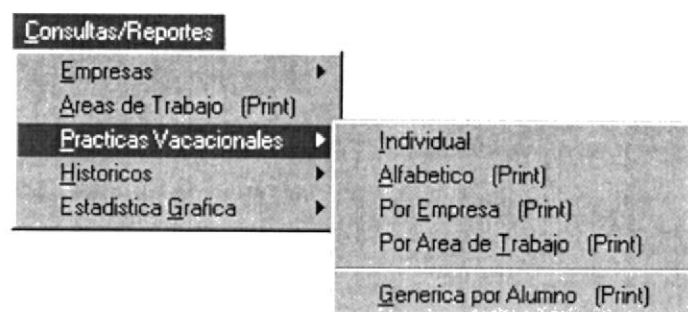 Consultas/Reportes
Empresas
Areas de Trabajo (Print)
Practicas Vacacionales
Historicos
Estadistica Grafica
Individual
Alfabetico (Print)
Por Empresa (Print)
Por Area de Trabajo (Print)
Generica por Alumno (Print)